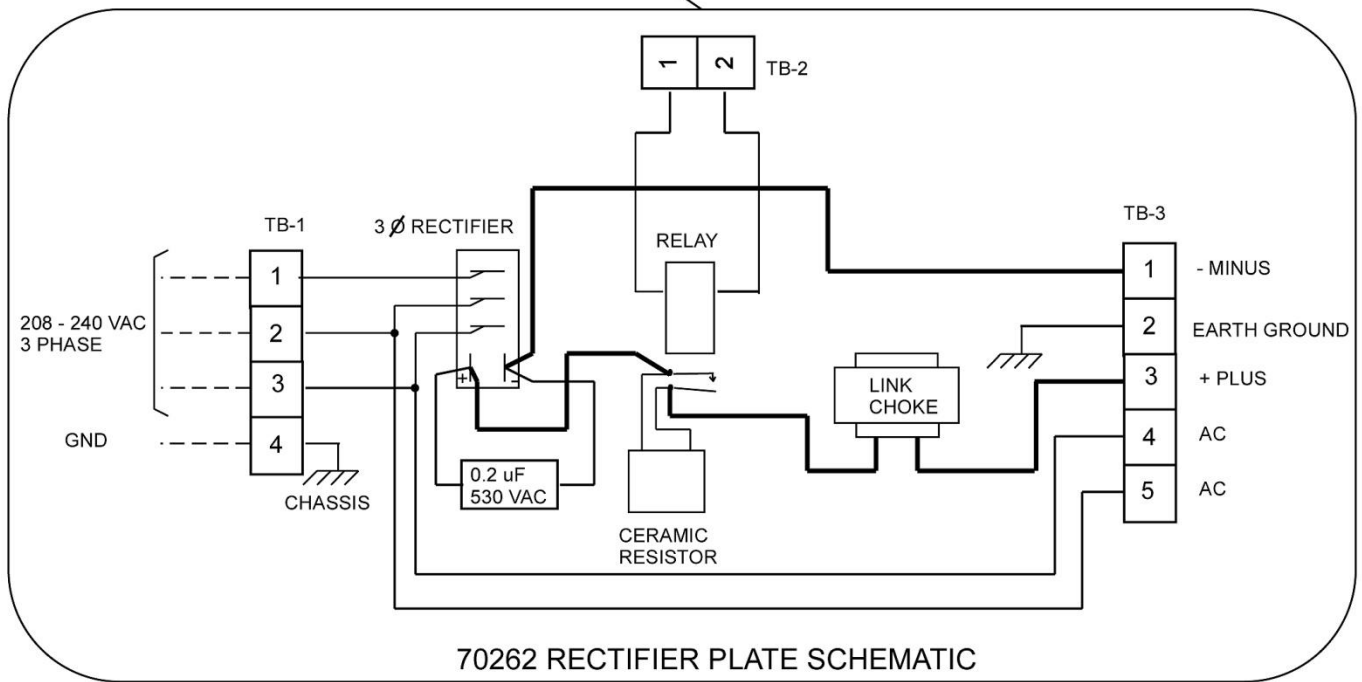 1 2
TB-2
TB-1
3 Ø RECTIFIER
RELAY
TB-3
208 - 240 VAC
3 PHASE
GND
1
2
3
4
CHASSIS
+
-
0.2 uF
530 VAC
CERAMIC
RESISTOR
LINK
CHOKE
1
2
3
4
5
- MINUS
EARTH GROUND
+ PLUS
AC
AC
70262 RECTIFIER PLATE SCHEMATIC